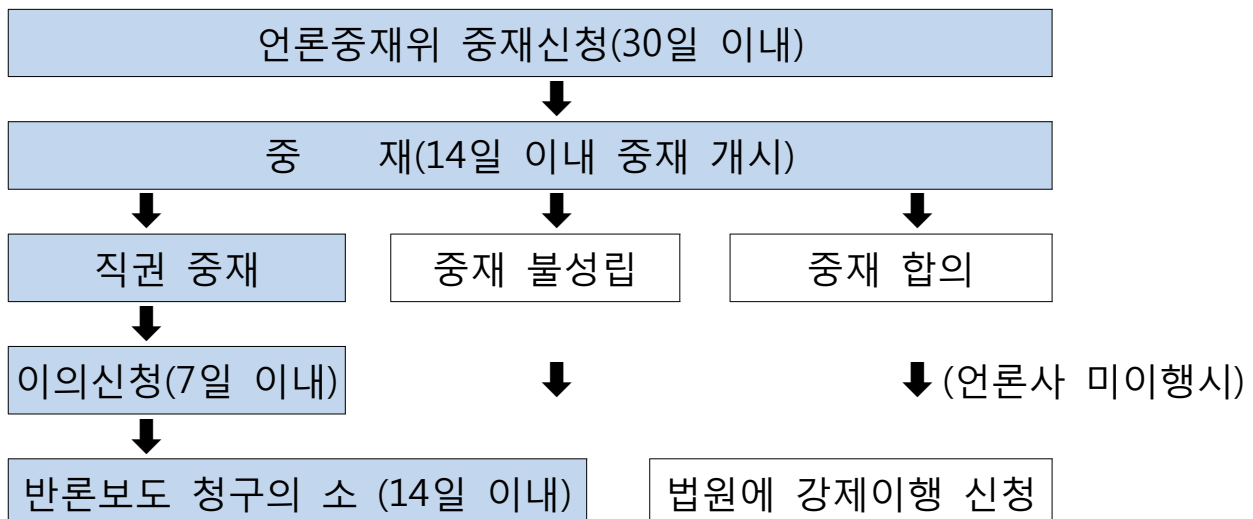 언론중재위 중재신청(30일 이내)
중 재(14일 이내 중재 개시)
직권 중재
중재 불성립
중재 합의
이의신청(7일 이내)
(언론사 미이행시)
반론보도 청구의 소 (14일 이내)
법원에 강제이행 신청